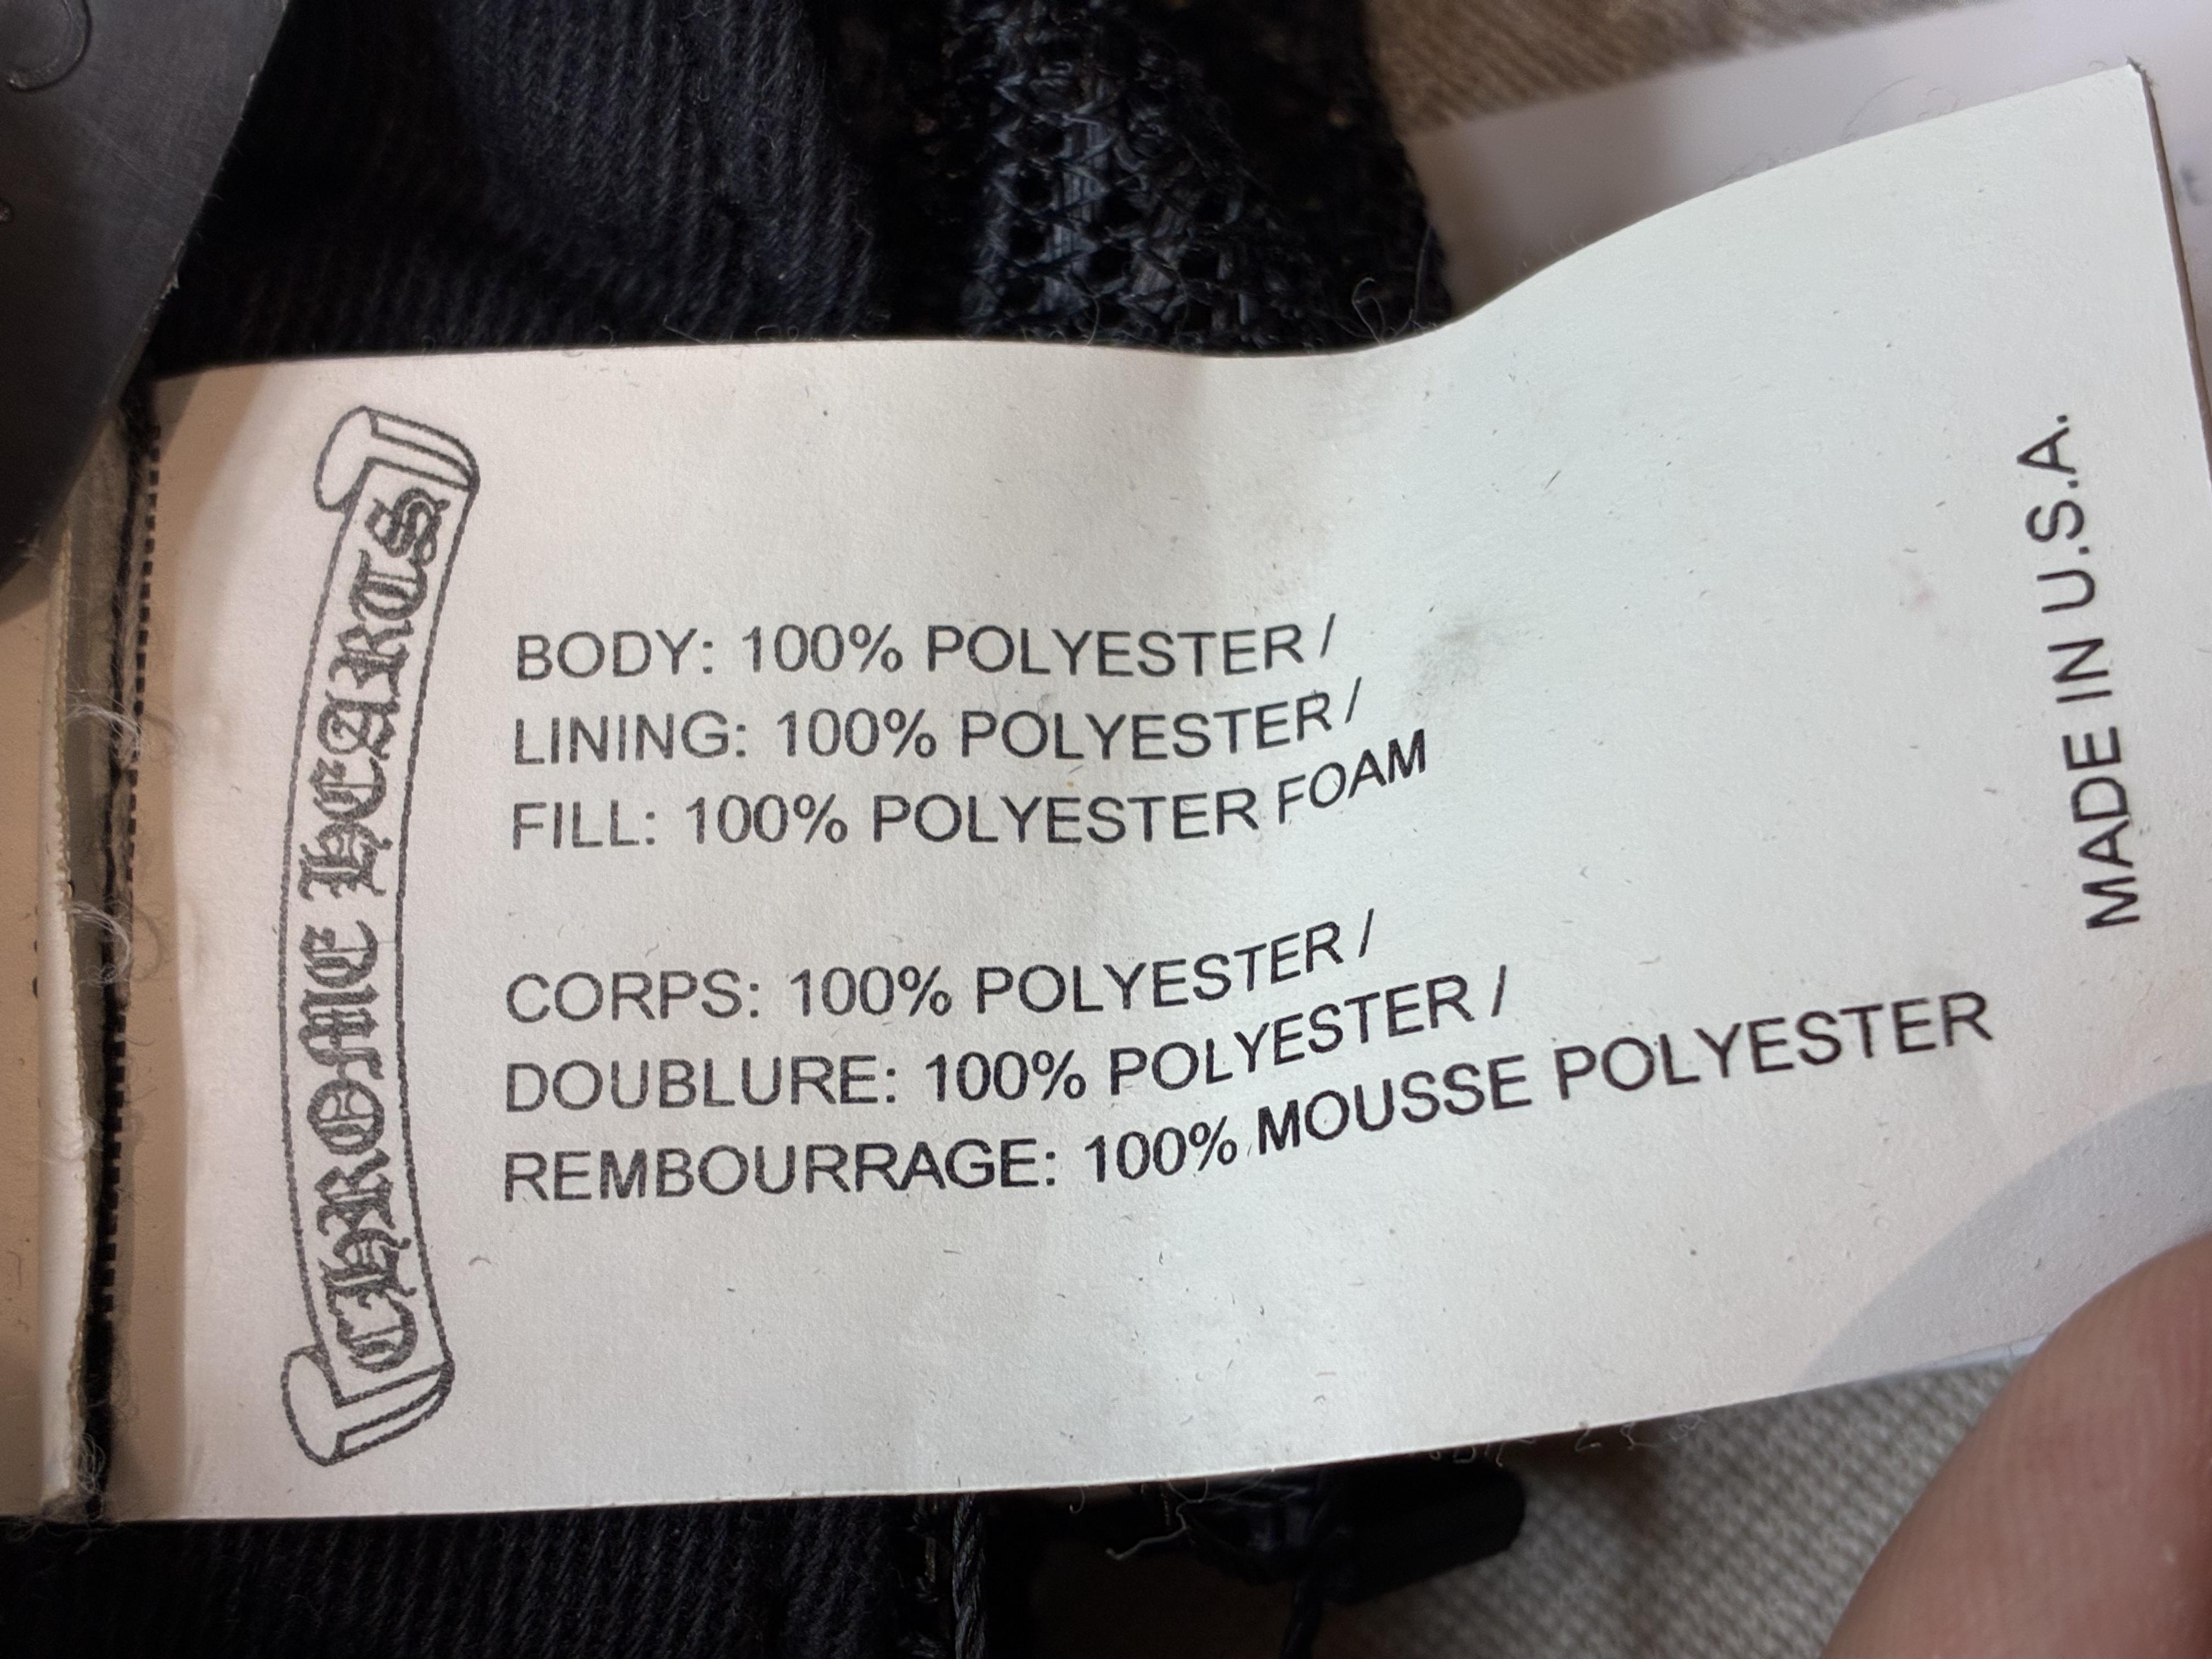 CHROME HEARTS
BODY: 100% POLYESTER /
LINING: 100% POLYESTER /
FILL: 100% POLYESTER FOAM
CORPS: 100% POLYESTER /
DOUBLURE: 100% POLYESTER /
REMBOURRAGE: 100% MOUSSE POLYESTER
MADE IN U.S.A.